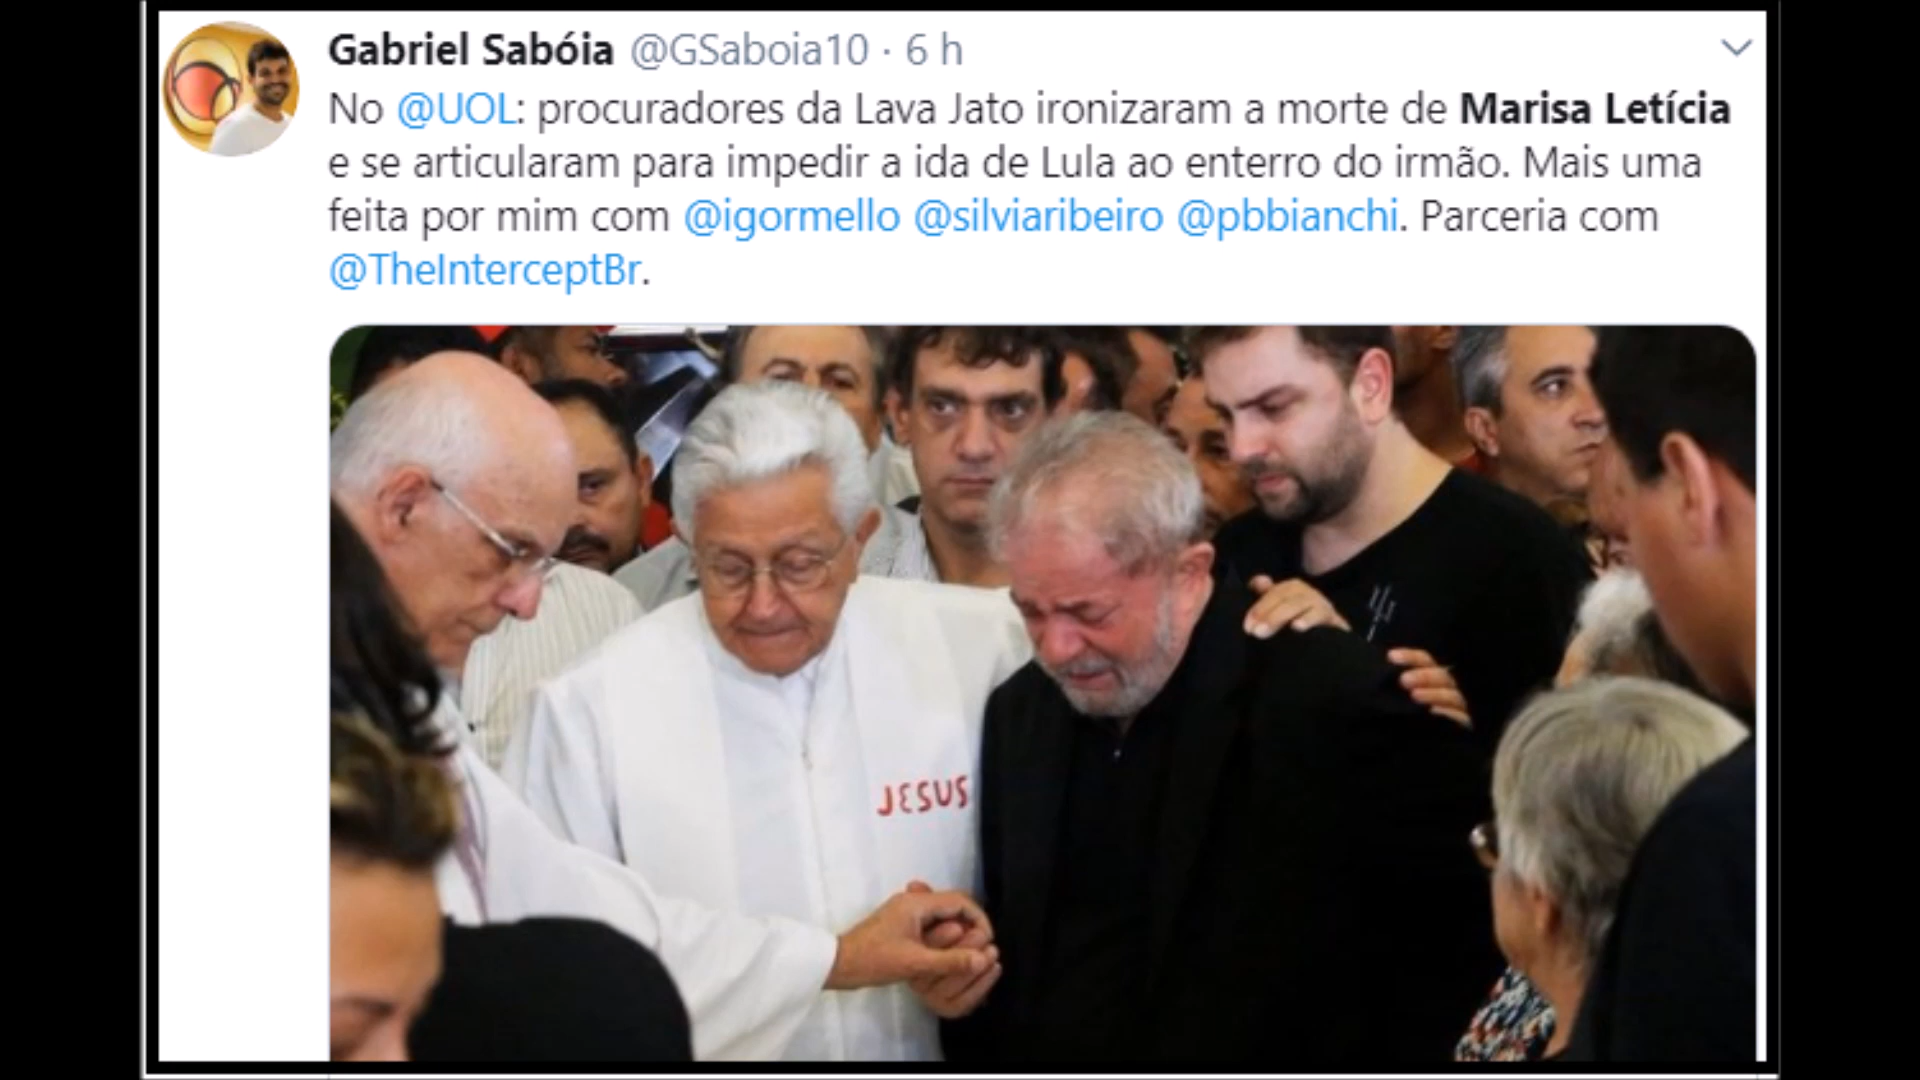 Gabriel Sabóia @GSaboia10 · 6 h
No @UOL: procuradores da Lava Jato ironizaram a morte de Marisa Letícia
e se articularam para impedir a ida de Lula ao enterro do irmão. Mais uma
feita por mim com @igormello @silviaribeiro @pbbianchi. Parceria com
@TheInterceptBr.
JESUS